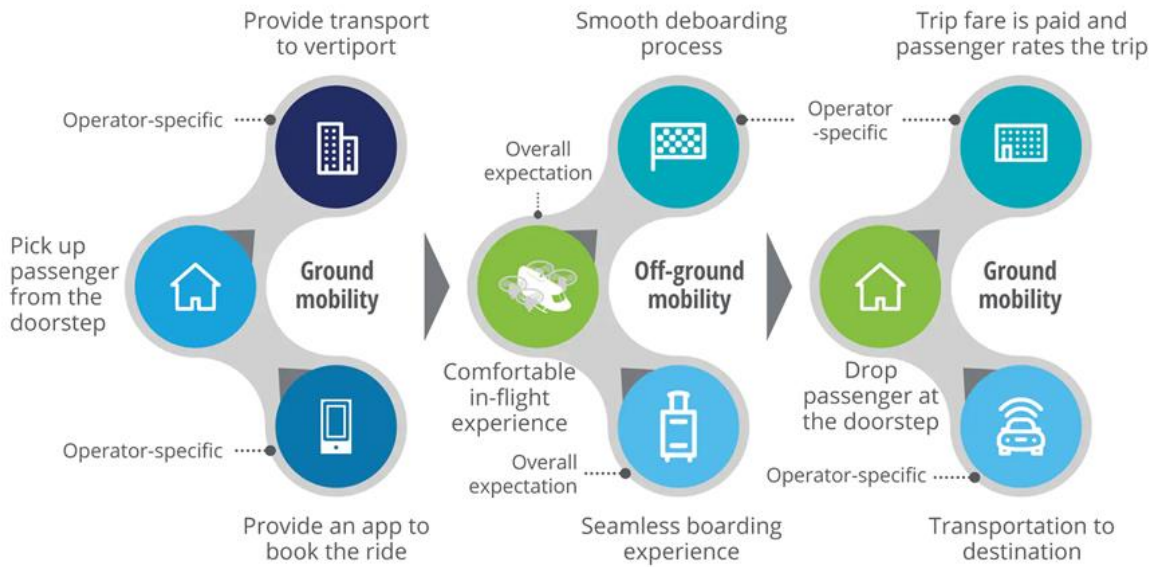 Provide transport
to vertiport
Operator-specific
Pick up
passenger
from the
doorstep
Ground
mobility
Operator-specific
Provide an app to
book the ride
Smooth deboarding
process
Overall
expectation
Off-ground
mobility
Comfortable
in-flight
experience
Overall
expectation
Seamless boarding
experience
Trip fare is paid and
passenger rates the trip
Operator
-specific
Ground
mobility
Drop
passenger at
the doorstep
Operator-specific
Transportation to
destination